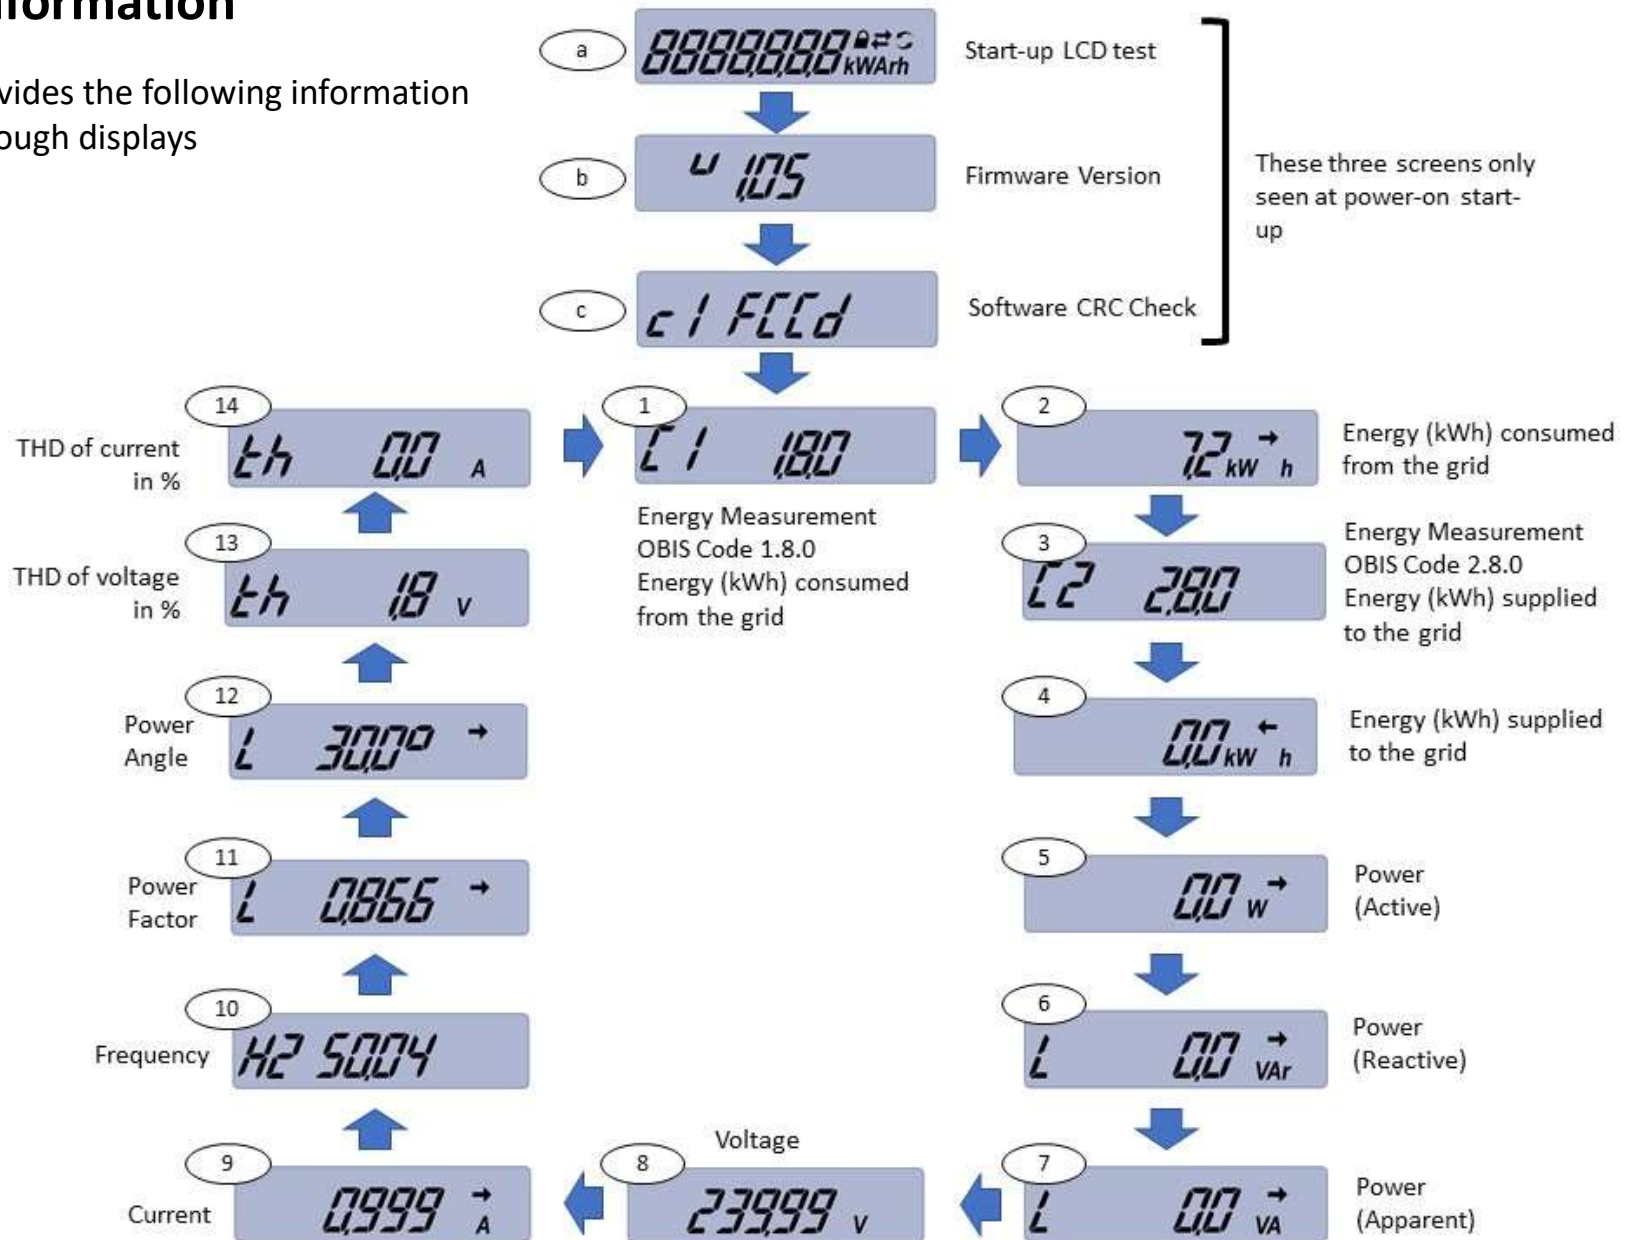 formation
vides the following information
ough displays
a
8888888 kWArh
Start-up LCD test
b
u 1.05
Firmware Version
These three screens only
seen at power-on start-
up
c
c1 FCCd
Software CRC Check
14
th 0.0 A
THD of current
in %
1
C1 1.8.0
Energy Measurement
OBIS Code 1.8.0
Energy (kWh) consumed
from the grid
2
7.2 kW h
Energy (kWh) consumed
from the grid
13
th 1.8 V
THD of voltage
in %
3
C2 2.8.0
Energy Measurement
OBIS Code 2.8.0
Energy (kWh) supplied
to the grid
12
L 30.0° →
Power
Angle
4
0.0 kW ← h
Energy (kWh) supplied
to the grid
11
L 0.866 →
Power
Factor
5
0.0 W →
Power
(Active)
10
Hz 50.04
Frequency
6
L 0.0 → VAr
Power
(Reactive)
9
0.999 → A
Current
8
Voltage
239.99 V
7
L 0.0 → VA
Power
(Apparent)